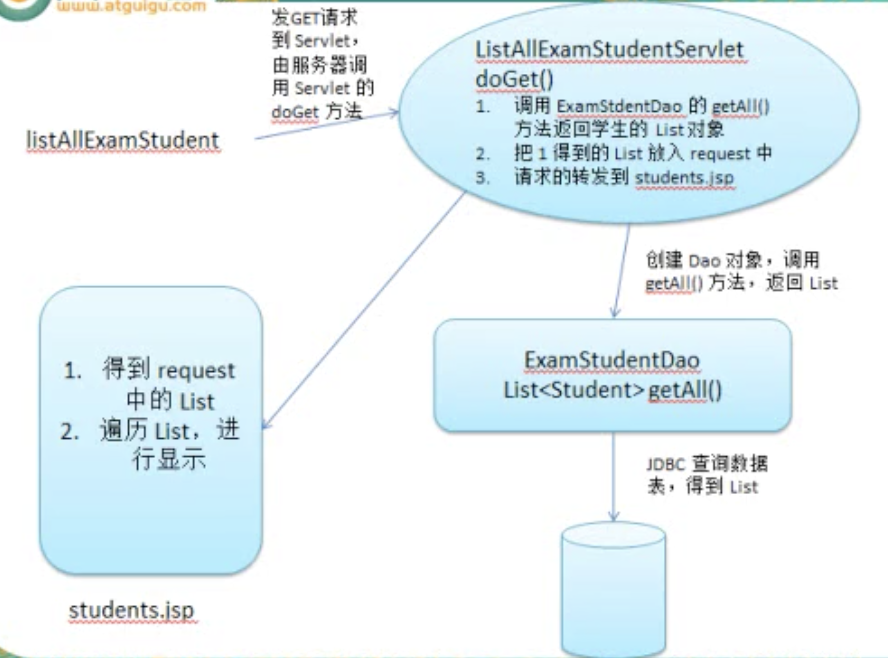 www.atguigu.com
发GET请求
到 Servlet，
由服务器调
用 Servlet 的
doGet 方法
listAllExamStudent
ListAllExamStudentServlet
doGet()
1. 调用 ExamStdentDao 的 getAll()
方法返回学生的 List 对象
2. 把 1 得到的 List 放入 request 中
3. 请求的转发到 students.jsp
创建 Dao 对象，调用
getAll() 方法，返回 List
1. 得到 request
中的 List
2. 遍历 List，进
行显示
students.jsp
ExamStudentDao
List<Student> getAll()
JDBC 查询数据
表，得到 List